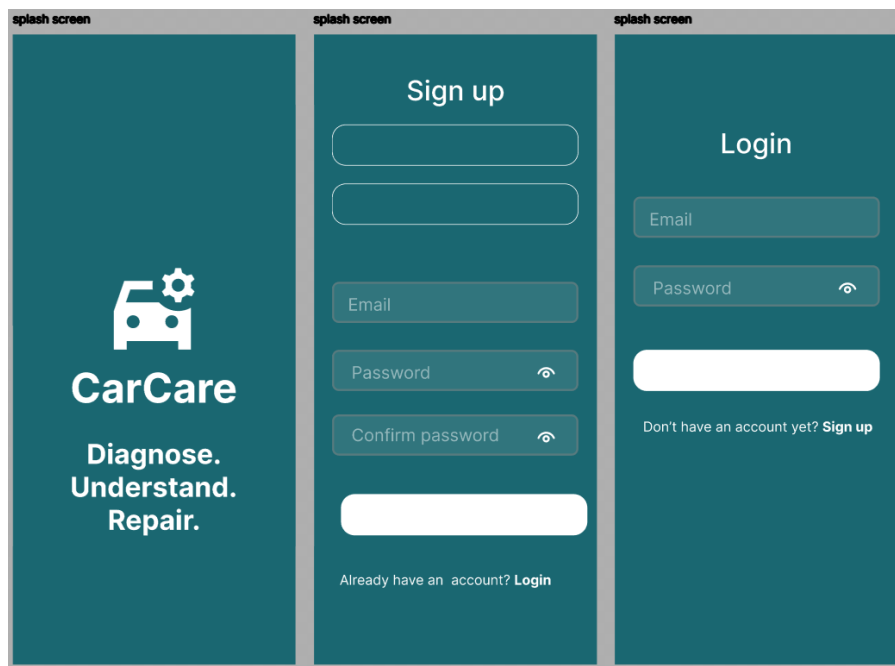 splash screen
CarCare
Diagnose.
Understand.
Repair.
splash screen
Sign up
Email
Password
Confirm password
Already have an  account? Login
splash screen
Login
Email
Password
Don't have an account yet? Sign up